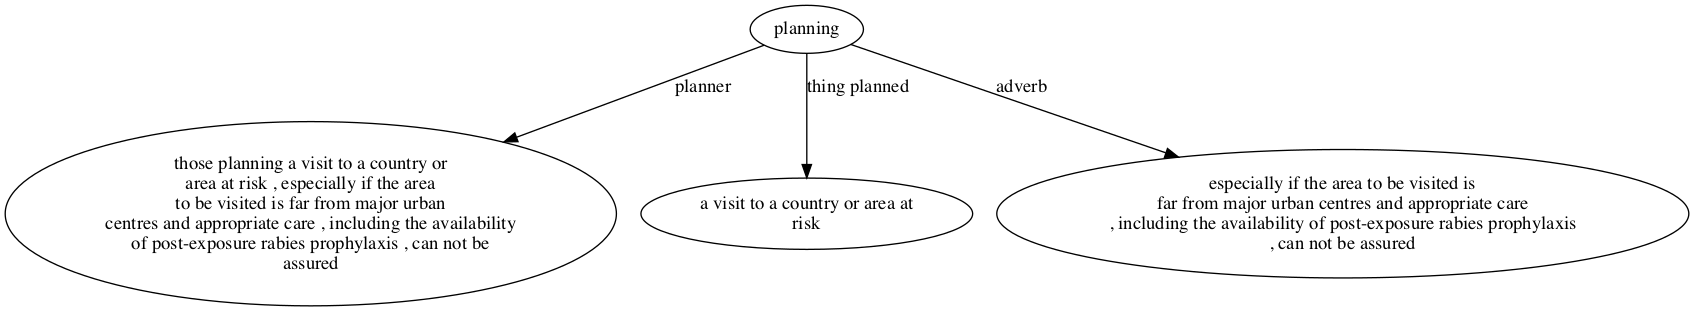 planning
planner
thing planned
adverb
those planning a visit to a country or
area at risk , especially if the area
to be visited is far from major urban
centres and appropriate care , including the availability
of post-exposure rabies prophylaxis , can not be
assured
a visit to a country or area at
risk
especially if the area to be visited is
far from major urban centres and appropriate care
, including the availability of post-exposure rabies prophylaxis
, can not be assured